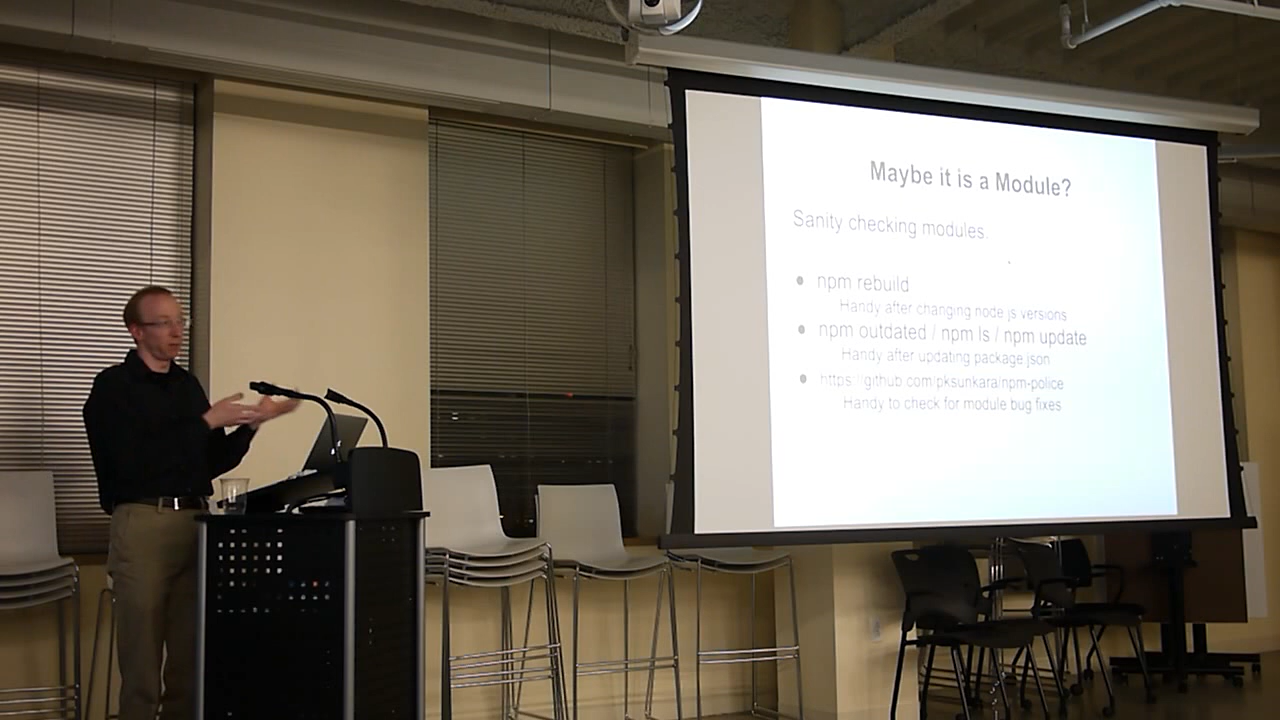 Maybe it is a Module?
Sanity checking modules.
npm rebuild
Handy after changing node js versions
npm outdated / npm ls / npm update
Handy after updating package json
https://github.com/pksunkara/npm-police
Handy to check for module bug fixes